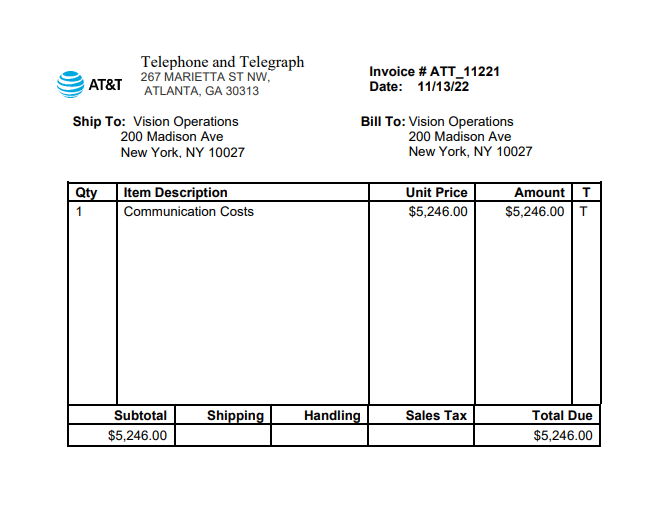 AT&T
Telephone and Telegraph
267 MARIETTA ST NW,
ATLANTA, GA 30313
Invoice # ATT_11221
Date: 11/13/22
Ship To: Vision Operations
200 Madison Ave
New York, NY 10027
Bill To: Vision Operations
200 Madison Ave
New York, NY 10027
Qty Item Description Unit Price Amount T
1 Communication Costs $5,246.00 $5,246.00 T
Subtotal Shipping Handling Sales Tax Total Due
$5,246.00 $5,246.00